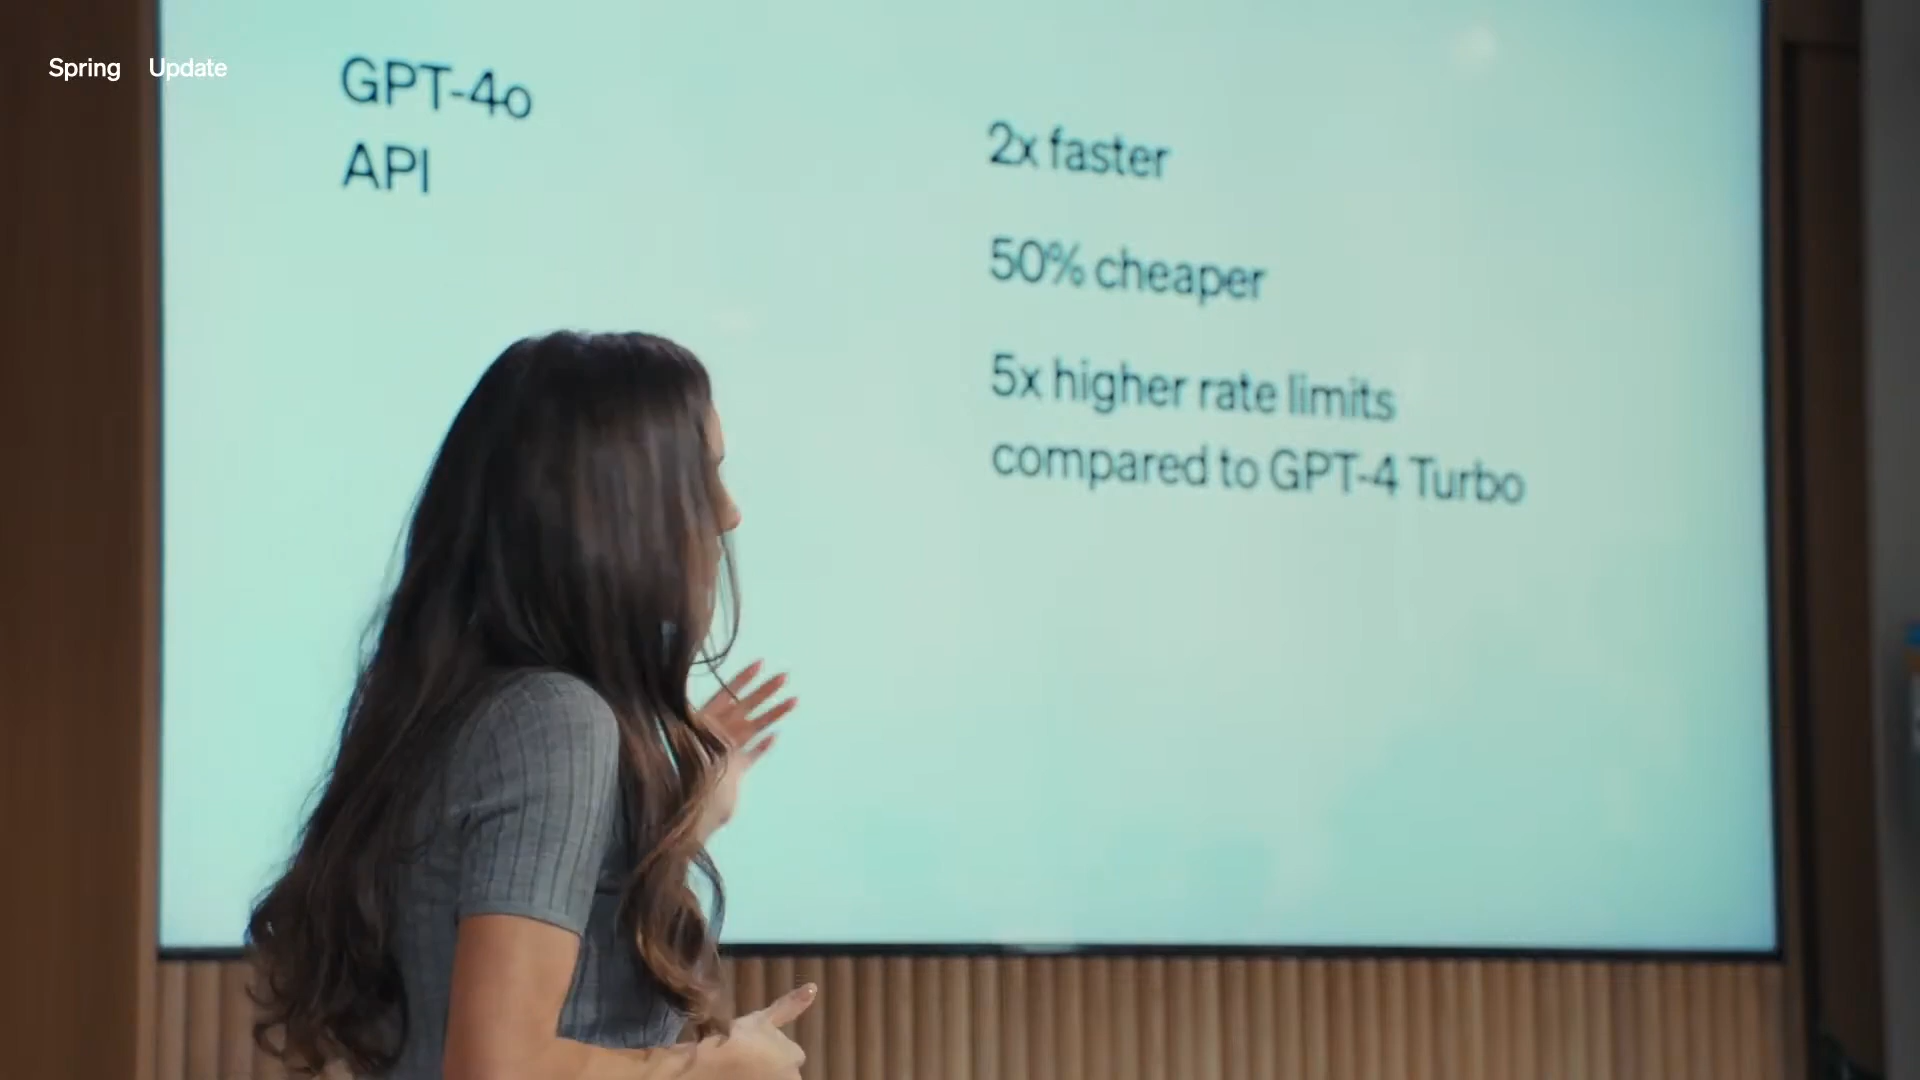 Spring Update
GPT-4o
API
2x faster
50% cheaper
5x higher rate limits
compared to GPT-4 Turbo